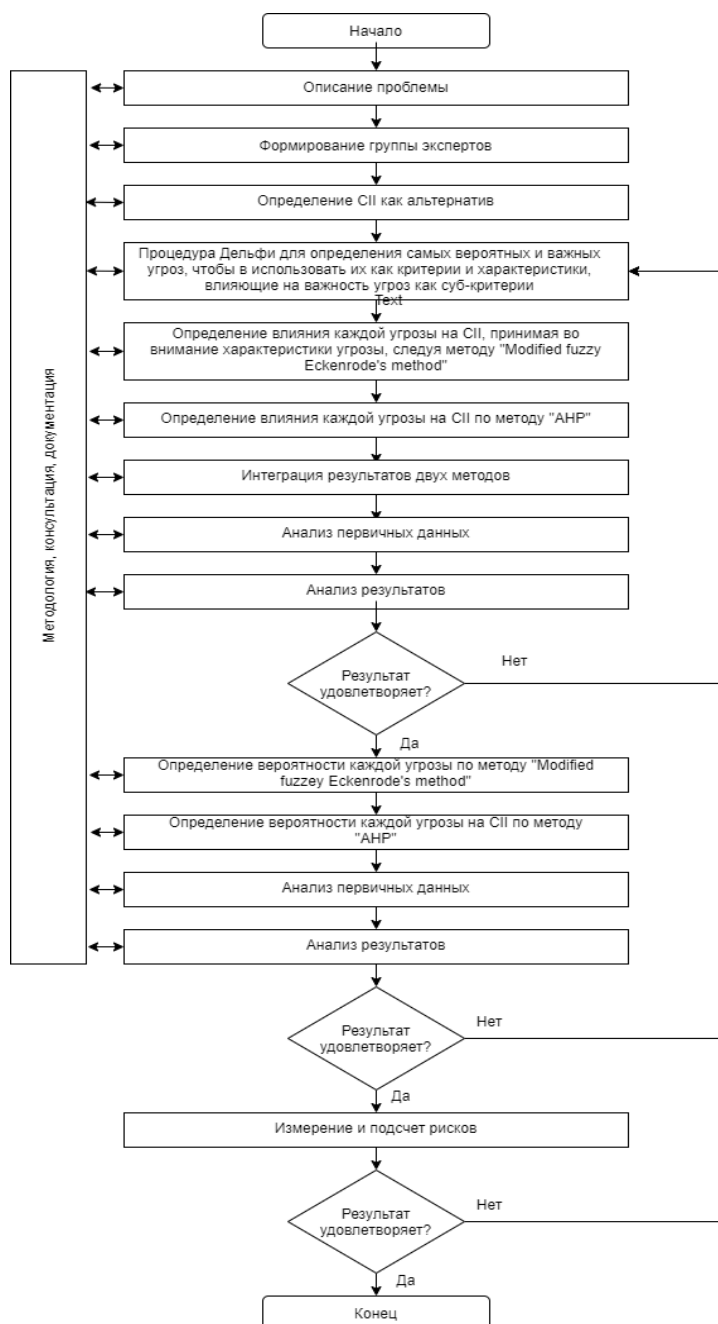 Начало
Описание проблемы
Формирование группы экспертов
Определение CII как альтернатив
Процедура Дельфи для определения самых вероятных и важных
угроз, чтобы в использовать их как критерии и характеристики,
влияющие на важность угроз как суб-критерии
Text
Определение влияния каждой угрозы на CII, принимая во
внимание характеристики угрозы, следуя методу "Modified fuzzy
Eckenrode's method"
Определение влияния каждой угрозы на CII по методу "AHP"
Интеграция результатов двух методов
Анализ первичных данных
Анализ результатов
Методология, консультация, документация
Результат
удовлетворяет?
Нет
Да
Определение вероятности каждой угрозы по методу "Modified
fuzzey Eckenrode's method"
Определение вероятности каждой угрозы на CII по методу
"AHP"
Анализ первичных данных
Анализ результатов
Результат
удовлетворяет?
Нет
Да
Измерение и подсчет рисков
Результат
удовлетворяет?
Нет
Да
Конец